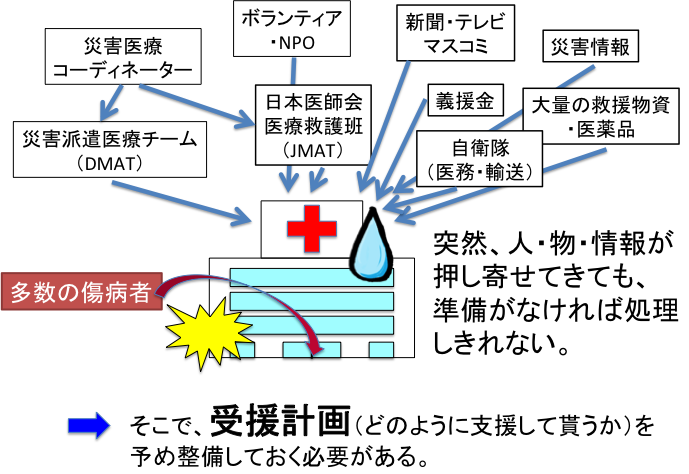 災害医療
コーディネーター
ボランティア
・NPO
新聞・テレビ
マスコミ
災害情報
災害派遣医療チーム
(DMAT)
日本医師会
医療救護班
(JMAT)
義援金
大量の救援物資
・医薬品
自衛隊
(医務・輸送)
多数の傷病者
突然、人・物・情報が
押し寄せてきても、
準備がなければ処理
しきれない。
そこで、受援計画(どのように支援して貰うか)を
予め整備しておく必要がある。